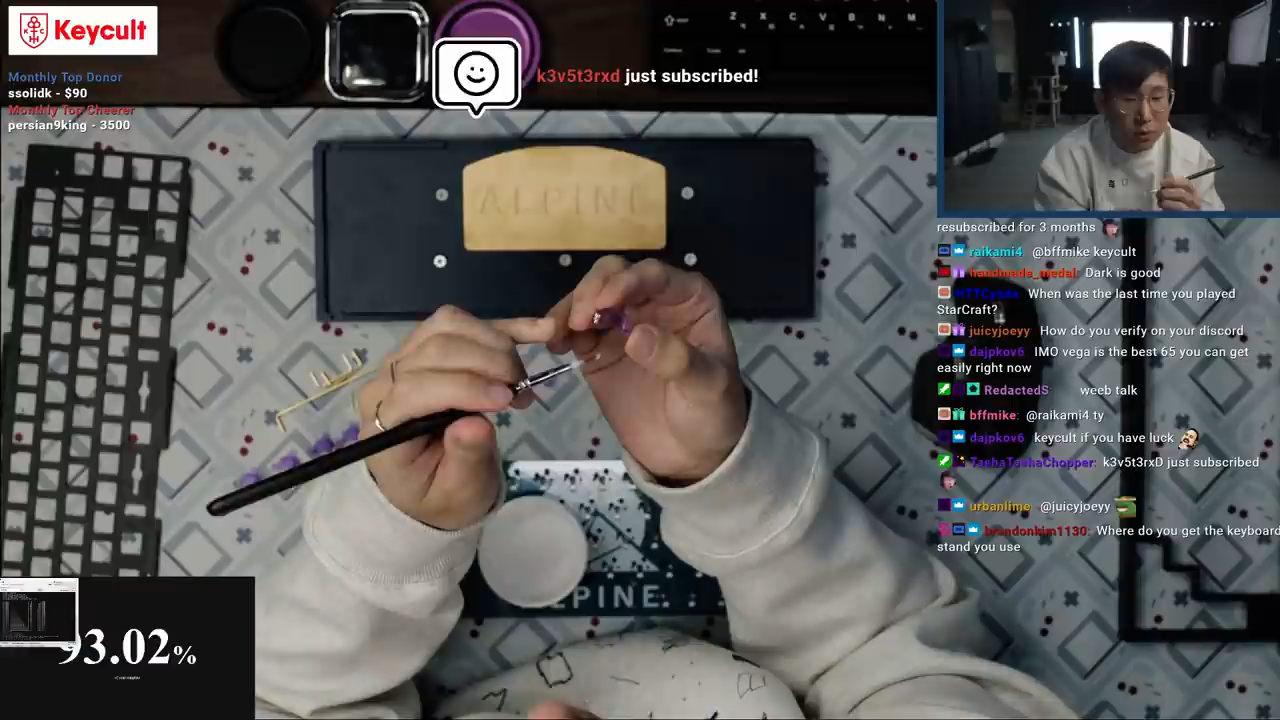 Keycult
Monthly Top Donor
ssolidk - $90
Monthly Top Cheerer
persian9king - 3500
k3v5t3rxd just subscribed!
Z X C V B N M
ALPINE
ALPINE
93.02%
resubscribed for 3 months
raikami4 @bffmike keycult
handmade_medal: Dark is good
When was the last time you played
StarCraft?
juicyjoeyy How do you verify on your discord
dajpkov6 IMO vega is the best 65 you can get
easily right now
RedactedS weeb talk
bffmike: @raikami4 ty
dajpkov6 keycult if you have luck
TashaTashaChopper: k3v5t3rxD just subscribed
urbanlime @juicyjoeyy
brandonkim1130: Where do you get the keyboard
stand you use